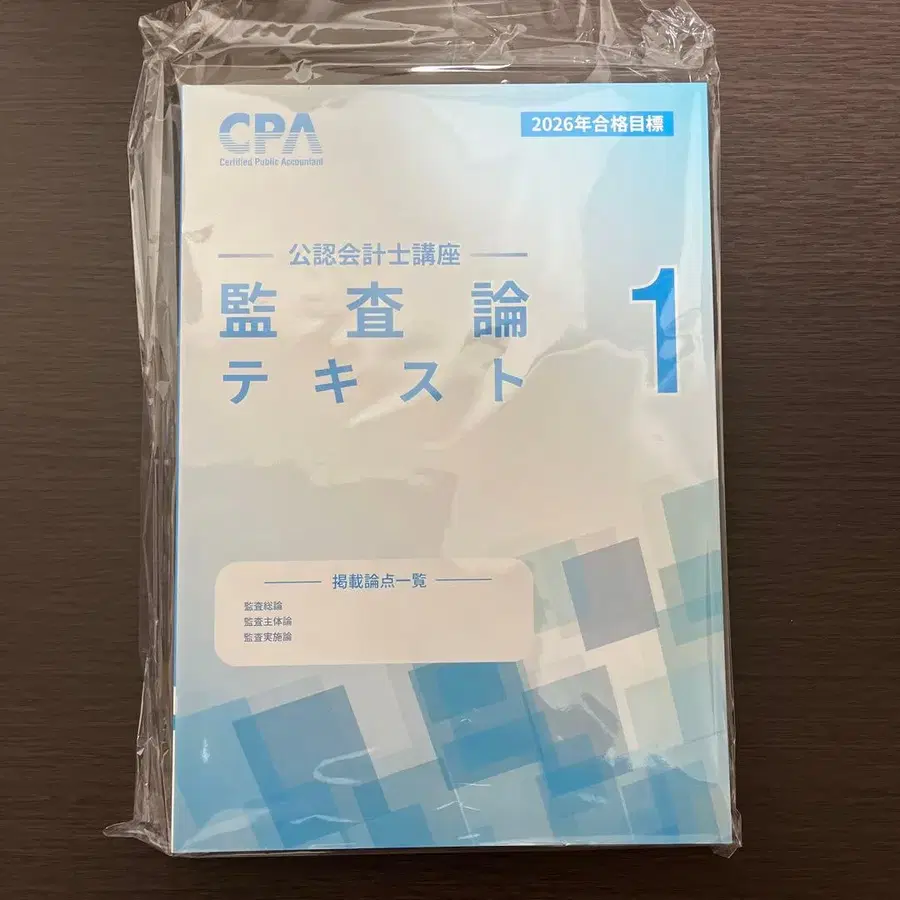 CPA
Certified Public Accountant
2026年合格目標
公認会計士講座
監査論
テキスト
1
掲載論点一覧
監査総論
監査主体論
監査実施論